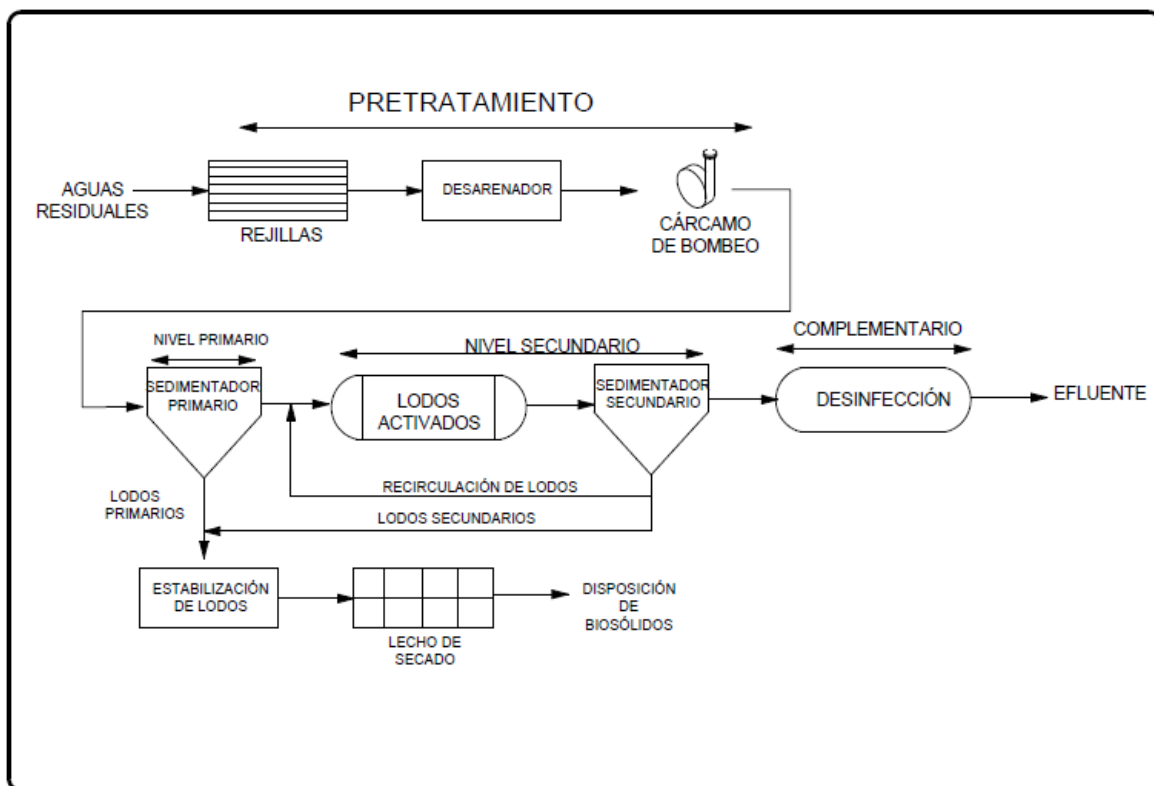 PRETRATAMIENTO
AGUAS
RESIDUALES
REJILLAS
DESARENADOR
CÁRCAMO
DE BOMBEO
NIVEL PRIMARIO
NIVEL SECUNDARIO
COMPLEMENTARIO
SEDIMENTADOR
PRIMARIO
LODOS
ACTIVADOS
SEDIMENTADOR
SECUNDARIO
DESINFECCIÓN
EFLUENTE
RECIRCULACIÓN DE LODOS
LODOS
PRIMARIOS
LODOS SECUNDARIOS
ESTABILIZACIÓN
DE LODOS
LECHO DE
SECADO
DISPOSICIÓN
DE
BIOSÓLIDOS